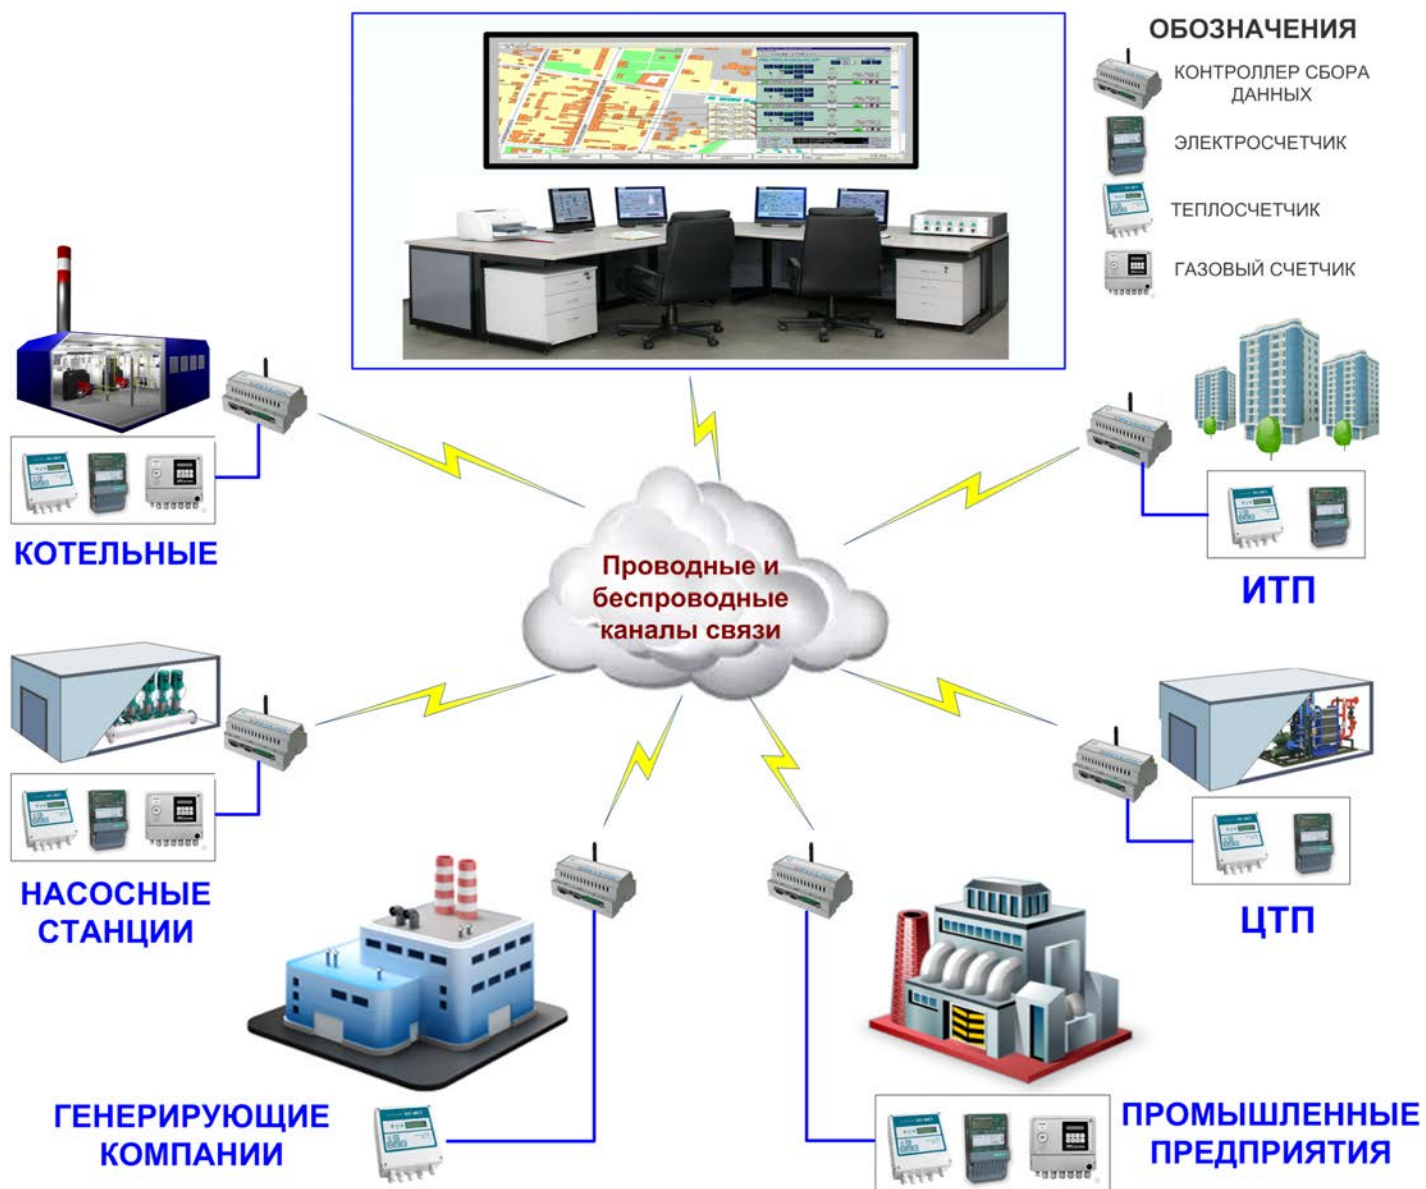 ОБОЗНАЧЕНИЯ
КОНТРОЛЛЕР СБОРА
ДАННЫХ
ЭЛЕКТРОСЧЕТЧИК
ТЕПЛОСЧЕТЧИК
ГАЗОВЫЙ СЧЕТЧИК
КОТЕЛЬНЫЕ
Проводные и
беспроводные
каналы связи
ИТП
НАСОСНЫЕ
СТАНЦИИ
ЦТП
ГЕНЕРИРУЮЩИЕ
КОМПАНИИ
ПРОМЫШЛЕННЫЕ
ПРЕДПРИЯТИЯ